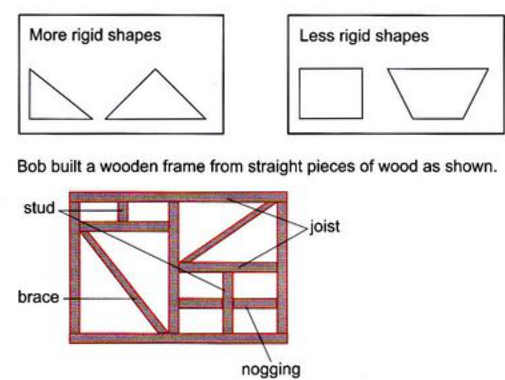 More rigid shapes
Less rigid shapes
Bob built a wooden frame from straight pieces of wood as shown.
stud
joist
brace
nogging